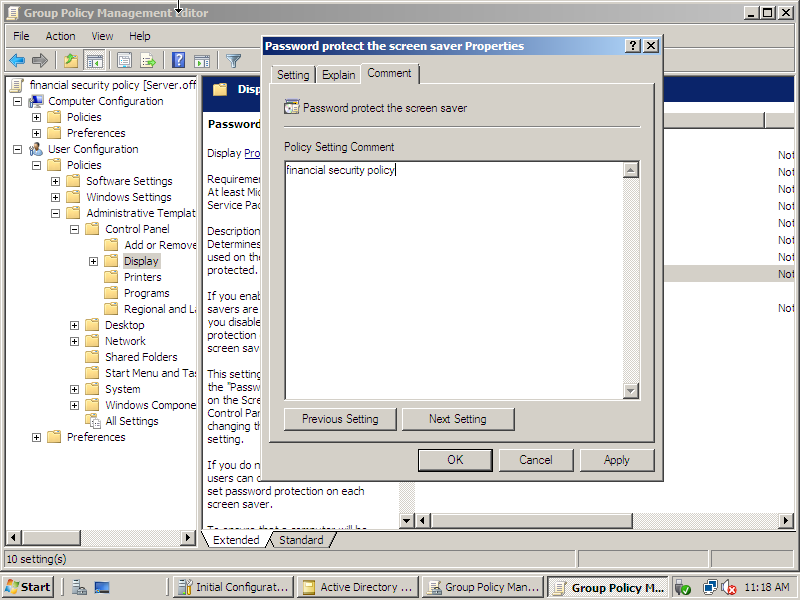 Group Policy Management Editor
File Action View Help
financial security policy [Server.off
Computer Configuration
Policies
Preferences
User Configuration
Policies
Software Settings
Windows Settings
Administrative Templat
Control Panel
Add or Remove
Display
Printers
Programs
Regional and La
Desktop
Network
Shared Folders
Start Menu and Tas
System
Windows Compone
All Settings
Preferences
Disp
Password
Display Pro
Requiremen
At least Mic
Service Pac
Description
Determines
used on the
protected.
If you enab
savers are
you disable
protection
screen sav
This setting
the "Passw
on the Scre
Control Par
changing th
setting.
If you do n
users can c
set password protection on each
screen saver.
To ensure that a computer will be
Extended Standard
Password protect the screen saver Properties
Setting Explain Comment
Password protect the screen saver
Policy Setting Comment
financial security policy
Previous Setting Next Setting
OK Cancel Apply
Not
Not
Not
Not
Not
Not
Not
Not
Not
10 setting(s)
Start Initial Configurat... Active Directory ... Group Policy Man... Group Policy M... 11:18 AM